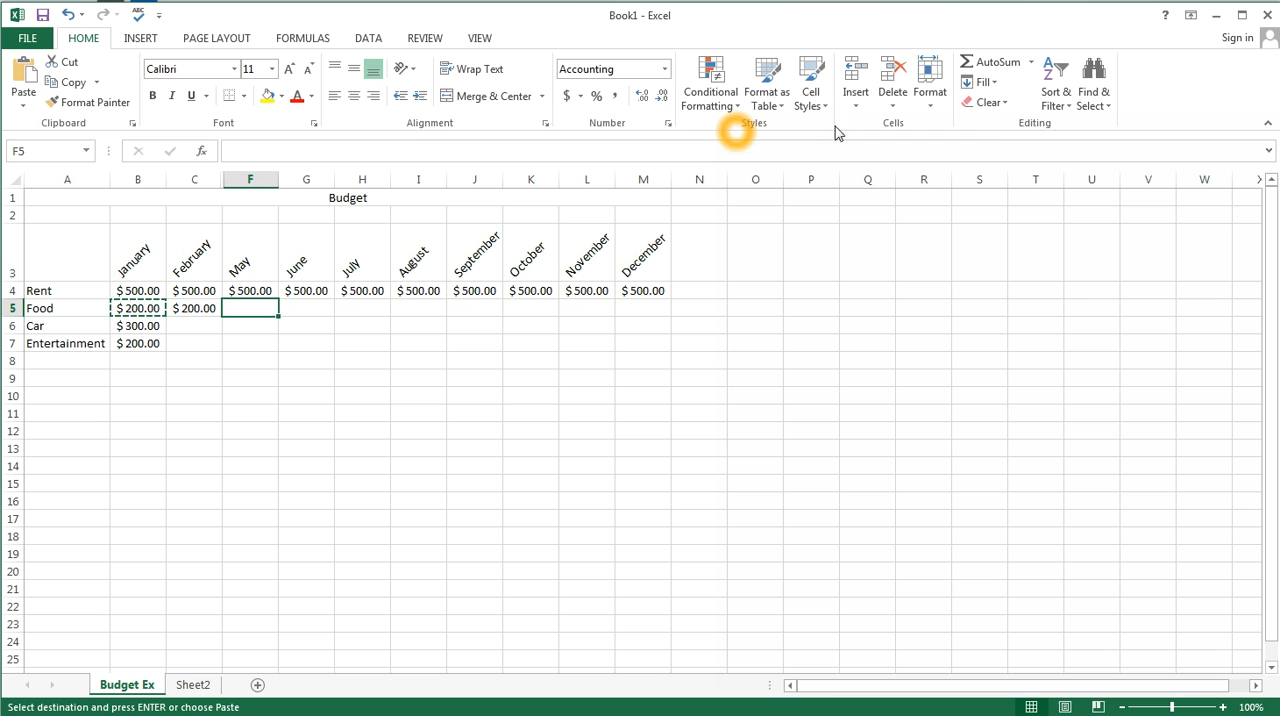 Book1 - Excel
ABC
?
FILE HOME INSERT PAGE LAYOUT FORMULAS DATA REVIEW VIEW Sign in
Paste Cut Copy Format Painter
Clipboard
Calibri 11 A A
B I U A
Font
Wrap Text
Merge & Center
Alignment
Accounting
$ % , .0 .00 .00 .0
Number
Conditional Formatting Format as Table Cell Styles
Styles
Insert Delete Format
Cells
AutoSum Fill Clear Sort & Filter Find & Select
Editing
F5 fx
A B C F G H I J K L M N O P Q R S T U V W X
1 Budget
2
3 January February May June July August September October November December
4 Rent $ 500.00 $ 500.00 $ 500.00 $ 500.00 $ 500.00 $ 500.00 $ 500.00 $ 500.00 $ 500.00 $ 500.00
5 Food $ 200.00 $ 200.00
6 Car $ 300.00
7 Entertainment $ 200.00
8
9
10
11
12
13
14
15
16
17
18
19
20
21
22
23
24
25
Budget Ex Sheet2
Select destination and press ENTER or choose Paste 100%